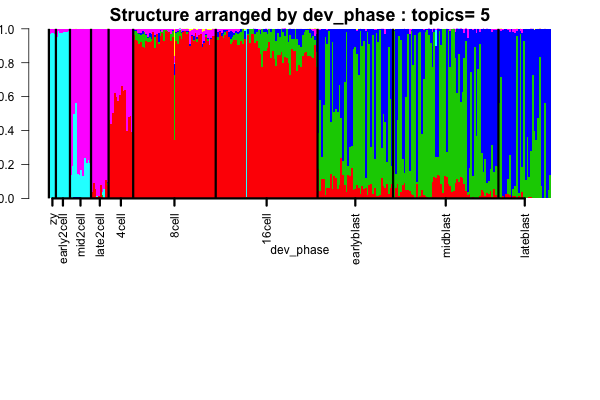 Structure arranged by dev_phase : topics= 5
1.0
0.8
0.6
0.4
0.2
0.0
zy
early2cell
mid2cell
late2cell
4cell
8cell
16cell
earlyblast
midblast
lateblast
dev_phase